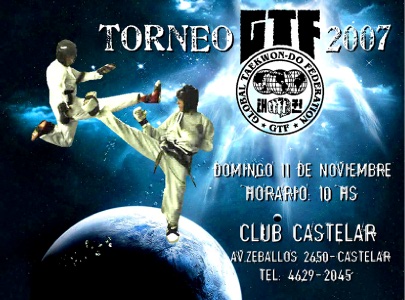 TORNEO GTF 2007
GLOBAL TAEKWON-DO FEDERATION
GTF
DOMINGO 11 DE NOVIEMBRE
HORARIO: 10 HS
CLUB CASTELAR
AV.ZEBALLOS 2650-CASTELAR
TEL: 4629-2045